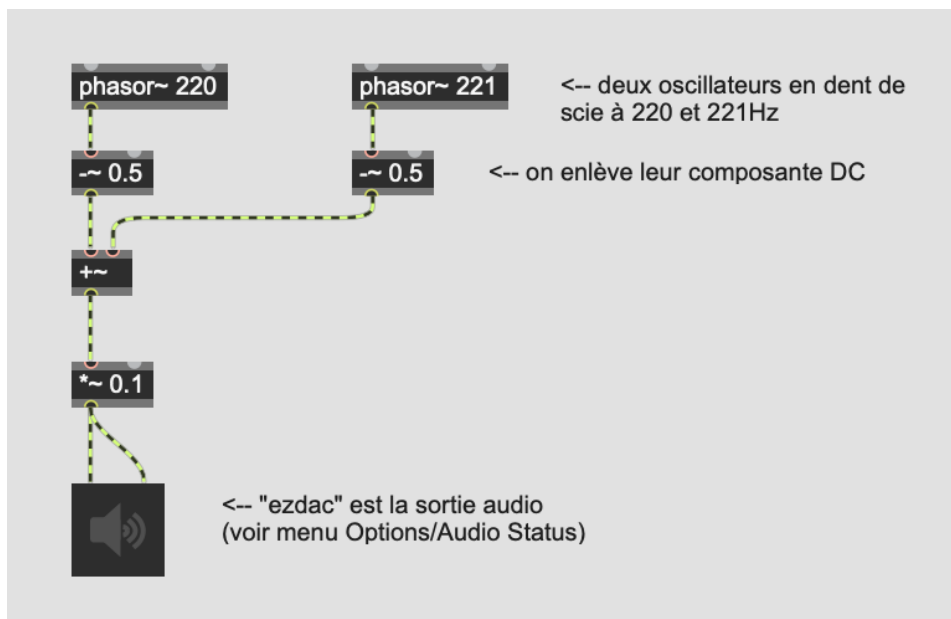 phasor~ 220
phasor~ 221
<-- deux oscillateurs en dent de
scie à 220 et 221Hz
-~ 0.5
-~ 0.5
<-- on enlève leur composante DC
+~
*~ 0.1
<-- "ezdac" est la sortie audio
(voir menu Options/Audio Status)